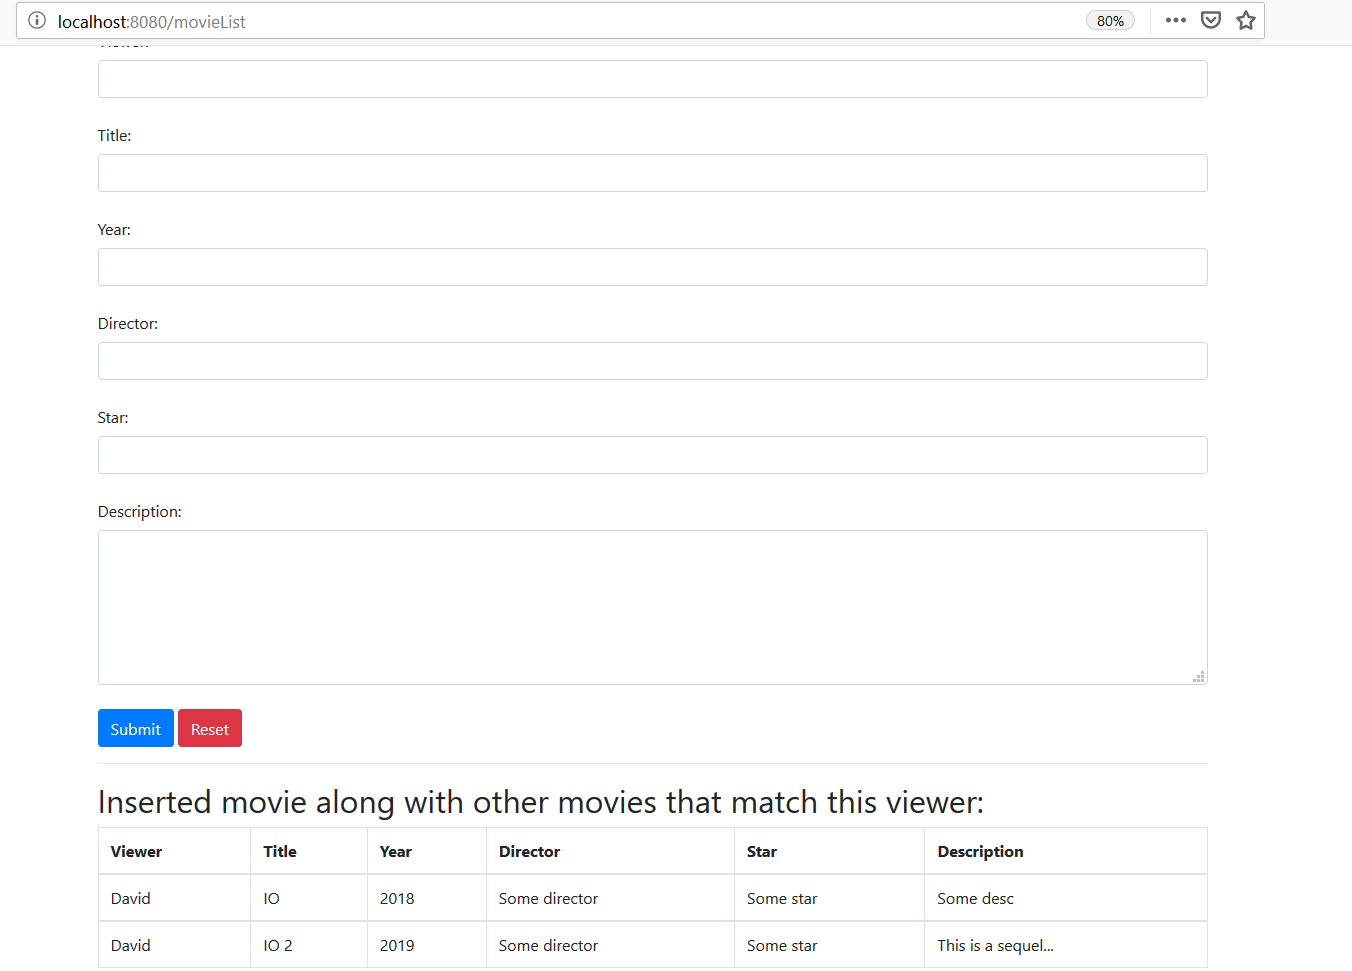 localhost:8080/movieList 80%
Title:
Year:
Director:
Star:
Description:
Submit Reset
Inserted movie along with other movies that match this viewer:
Viewer Title Year Director Star Description
David IO 2018 Some director Some star Some desc
David IO 2 2019 Some director Some star This is a sequel...